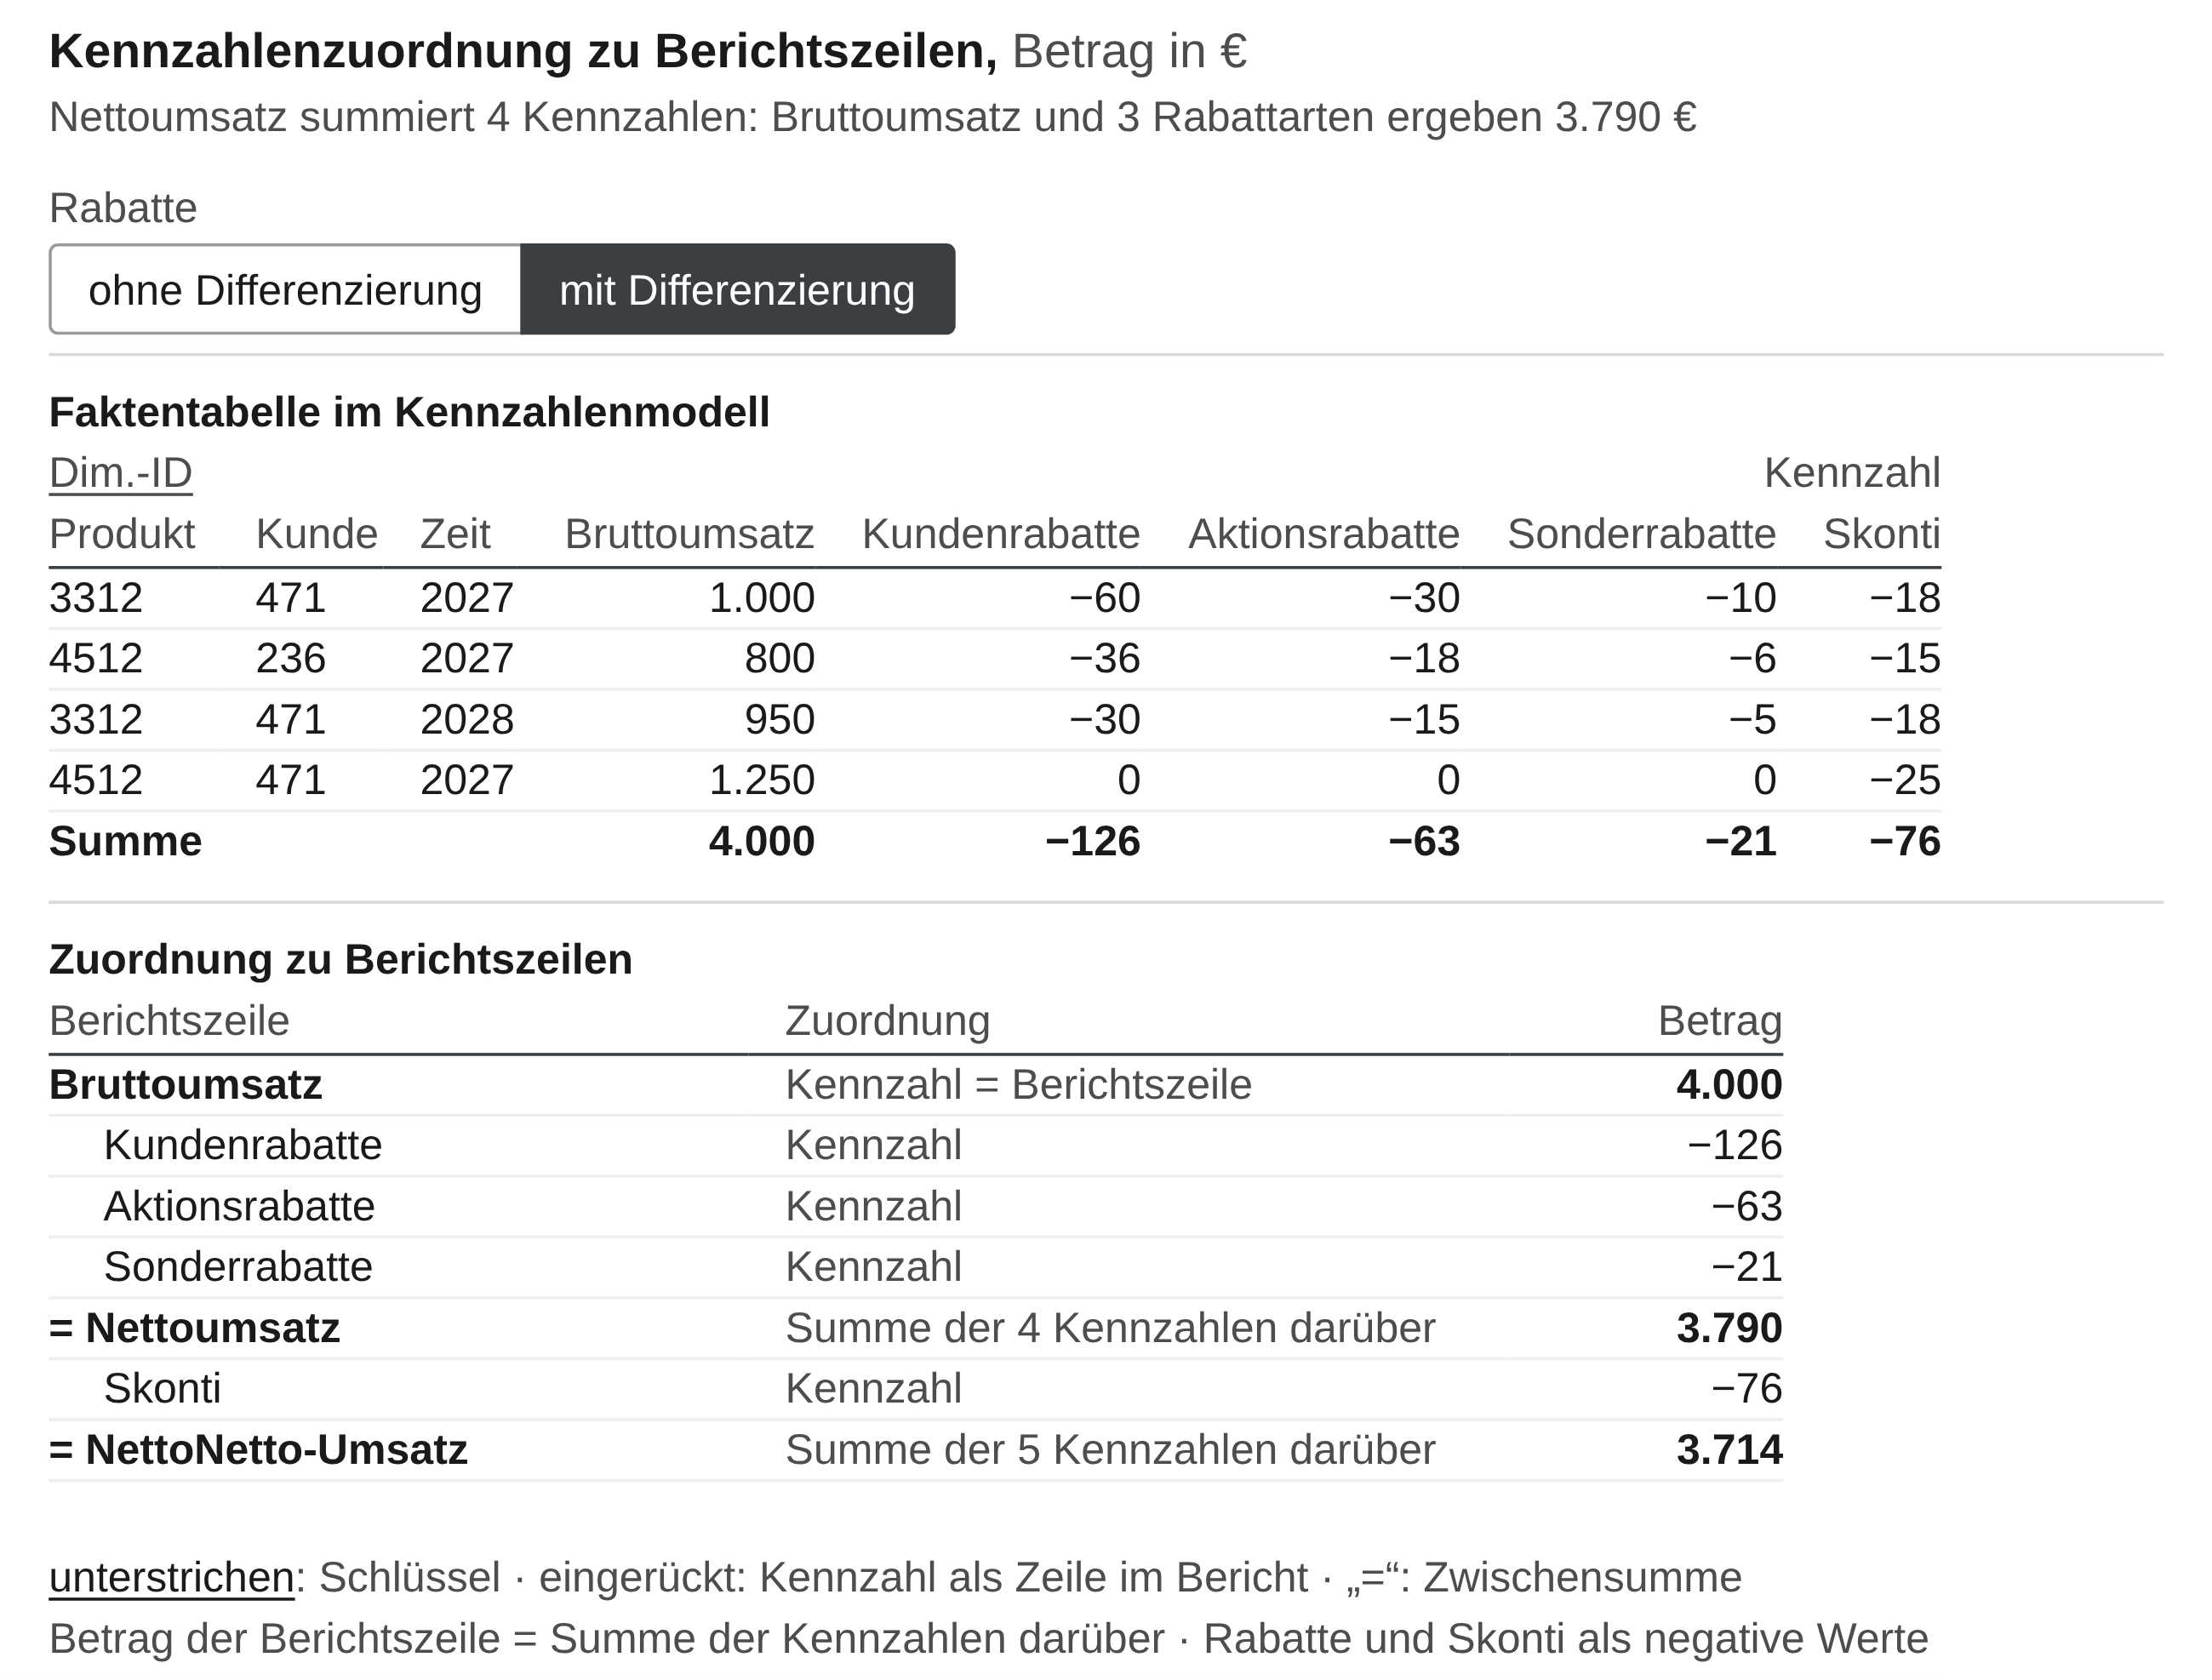 Kennzahlenzuordnung zu Berichtszeilen, Betrag in €
Nettoumsatz summiert 4 Kennzahlen: Bruttoumsatz und 3 Rabattarten ergeben 3.790 €
Rabatte
ohne Differenzierung mit Differenzierung
Faktentabelle im Kennzahlenmodell
Dim.-ID Kennzahl
Produkt Kunde Zeit Bruttoumsatz Kundenrabatte Aktionsrabatte Sonderrabatte Skonti
3312 471 2027 1.000 −60 −30 −10 −18
4512 236 2027 800 −36 −18 −6 −15
3312 471 2028 950 −30 −15 −5 −18
4512 471 2027 1.250 0 0 0 −25
Summe 4.000 −126 −63 −21 −76
Zuordnung zu Berichtszeilen
Berichtszeile Zuordnung Betrag
Bruttoumsatz Kennzahl = Berichtszeile 4.000
Kundenrabatte Kennzahl −126
Aktionsrabatte Kennzahl −63
Sonderrabatte Kennzahl −21
= Nettoumsatz Summe der 4 Kennzahlen darüber 3.790
Skonti Kennzahl −76
= NettoNetto-Umsatz Summe der 5 Kennzahlen darüber 3.714
unterstrichen: Schlüssel · eingerückt: Kennzahl als Zeile im Bericht · „=“: Zwischensumme
Betrag der Berichtszeile = Summe der Kennzahlen darüber · Rabatte und Skonti als negative Werte